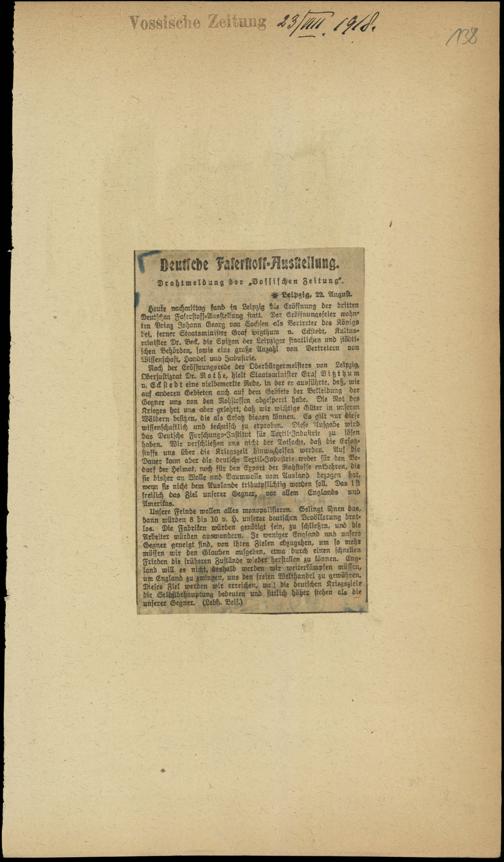 Vossische Zeitung 23/VIII. 1918.
138
Deutsche Faserstoff-Ausstellung.
Drahtmeldung der „Vossischen Zeitung“.
✱ Leipzig, 22. August.
Heute nachmittag fand in Leipzig die Eröffnung der dritten
Deutschen Faserstoff-Ausstellung statt. Der Eröffnungsfeier wohn-
ten Prinz Johann Georg von Sachsen als Vertreter des Königs
bei, ferner Staatsminister Graf Vitzthum v. Eckstedt, Kultus-
minister Dr. Beck, die Spitzen der Leipziger staatlichen und städti-
schen Behörden, sowie eine große Anzahl von Vertretern von
Wissenschaft, Handel und Industrie.
Nach der Eröffnungsrede des Oberbürgermeisters von Leipzig,
Oberjustizrat Dr. Rothe, hielt Staatsminister Graf Vitzthum
v. Eckstedt eine vielbemerkte Rede, in der er ausführte, daß, wie
auf anderen Gebieten auch auf dem Gebiete der Bekleidung der
Gegner uns von den Rohstoffen abgesperrt habe. Die Not des
Krieges hat uns aber gelehrt, daß wir wichtige Güter in unseren
Wäldern besitzen, die als Ersatz dienen können. Es gilt nur diese
wissenschaftlich und technisch zu erproben. Diese Aufgabe wird
das Deutsche Forschungs-Institut für Textil-Industrie zu lösen
haben. Wir verschließen uns nicht der Tatsache, daß die Ersatz-
stoffe uns über die Kriegszeit hinweghelfen werden. Auf die
Dauer kann aber die deutsche Textil-Industrie weder für den Be-
darf der Heimat, noch für den Export der Rohstoffe entbehren, die
sie bisher an Wolle und Baumwolle vom Ausland bezogen hat,
wenn sie nicht dem Auslande tributpflichtig werden soll. Das ist
freilich das Ziel unserer Gegner, vor allem Englands und
Amerikas.
Unsere Feinde wollen alles monopolisieren. Gelingt ihnen das,
dann würden 8 bis 10 v. H. unserer deutschen Bevölkerung brot-
los. Die Fabriken würden genötigt sein, zu schließen, und die
Arbeiter würden auswandern. Je weniger England und unsere
Gegner geneigt sind, von ihren Zielen abzugehen, um so mehr
müssen wir den Glauben aufgeben, etwa durch einen schnellen
Frieden die früheren Zustände wieder herstellen zu können. Eng-
land will es nicht, deshalb werden wir weiterkämpfen müssen,
um England zu zwingen, uns den freien Welthandel zu gewähren.
Dieses Ziel werden wir erreichen, weil die deutschen Kriegsziele
die Selbstbehauptung bedeuten und sittlich höher stehen als die
unserer Gegner. (Lebh. Beif.)